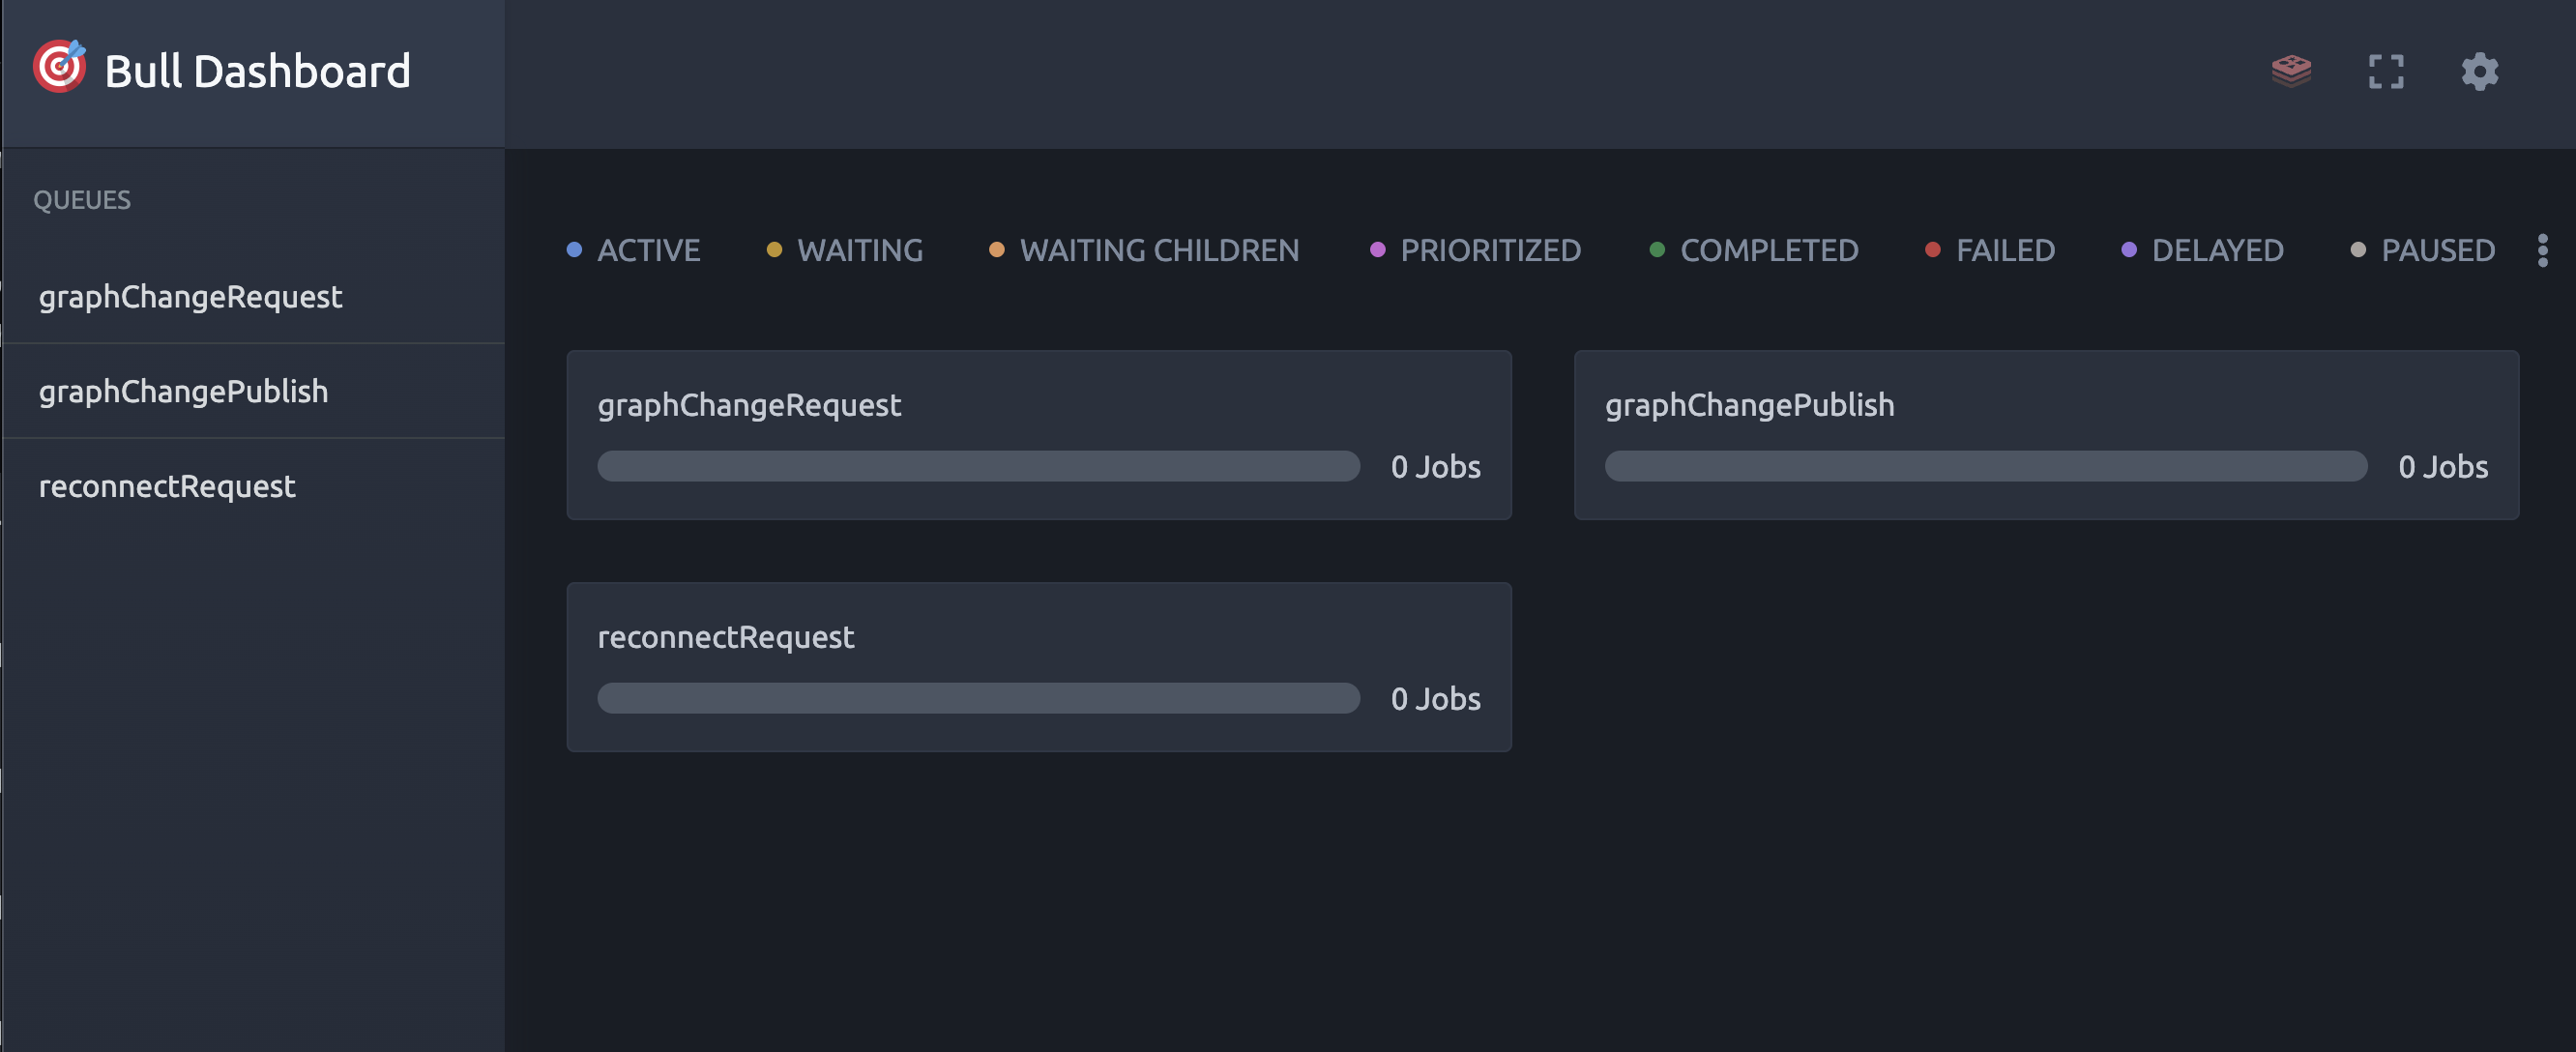 Bull Dashboard
QUEUES
graphChangeRequest
graphChangePublish
reconnectRequest
ACTIVE WAITING WAITING CHILDREN PRIORITIZED COMPLETED FAILED DELAYED PAUSED
graphChangeRequest
0 Jobs
graphChangePublish
0 Jobs
reconnectRequest
0 Jobs